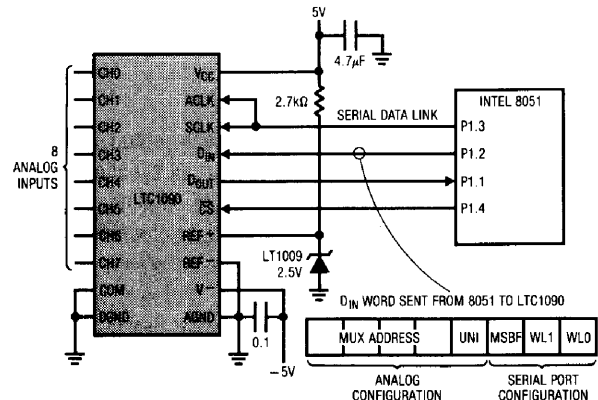 5V
4.7µF
CH0
CH1
CH2
CH3
CH4
CH5
CH6
CH7
COM
DGND
8
ANALOG
INPUTS
LTC1090
VCC
ACLK
SCLK
DIN
DOUT
CS
REF+
REF−
V−
AGND
2.7kΩ
SERIAL DATA LINK
INTEL 8051
P1.3
P1.2
P1.1
P1.4
LT1009
2.5V
0.1
−5V
DIN WORD SENT FROM 8051 TO LTC1090
MUX ADDRESS UNI MSBF WL1 WL0
ANALOG
CONFIGURATION
SERIAL PORT
CONFIGURATION